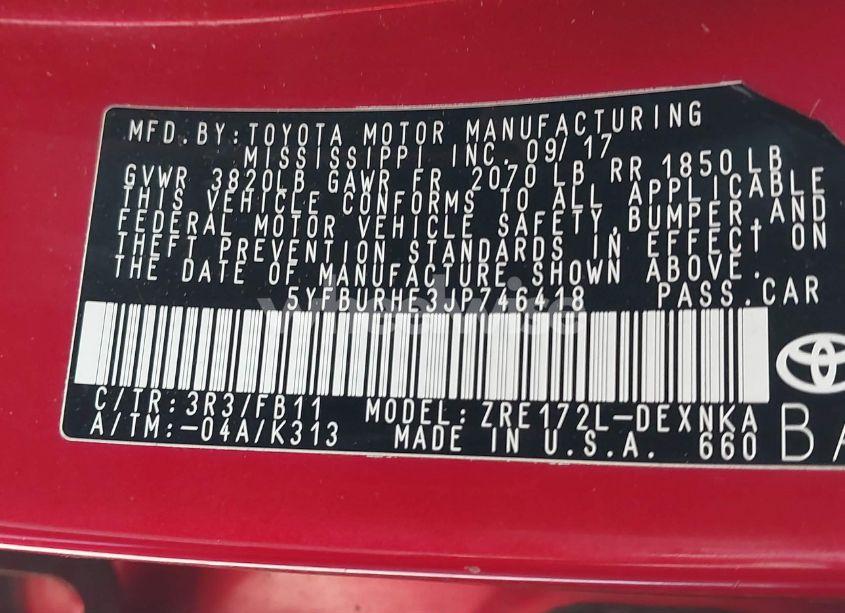 MFD.BY:TOYOTA MOTOR MANUFACTURING
MISSISSIPPI INC. 09/17
GVWR 3820LB GAWR FR 2070 LB RR 1850LB
THIS VEHICLE CONFORMS TO ALL APPLICABLE
FEDERAL MOTOR VEHICLE SAFETY,BUMPER,AND
THEFT PREVENTION STANDARDS IN EFFECT ON
THE DATE OF MANUFACTURE SHOWN ABOVE.
5YFBURHE3JP746418 PASS.CAR
C/TR:3R3/FB11 MODEL:ZRE172L-DEXNKA
A/TM:-04A/K313 MADE IN U.S.A. 660 BA